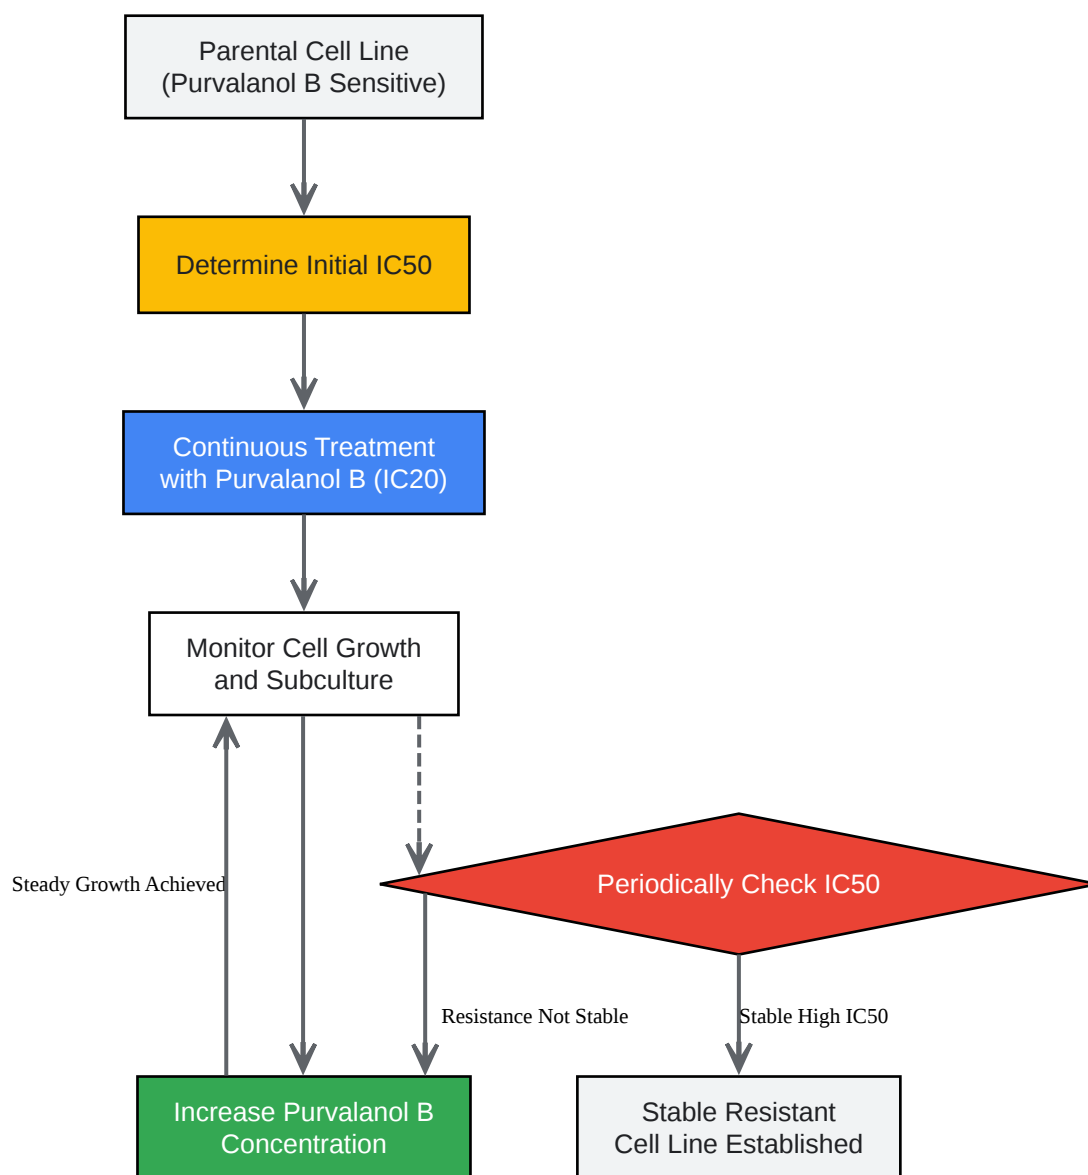 Parental Cell Line
(Purvalanol B Sensitive)
Determine Initial IC50
Continuous Treatment
with Purvalanol B (IC20)
Monitor Cell Growth
and Subculture
Steady Growth Achieved
Periodically Check IC50
Resistance Not Stable
Stable High IC50
Increase Purvalanol B
Concentration
Stable Resistant
Cell Line Established